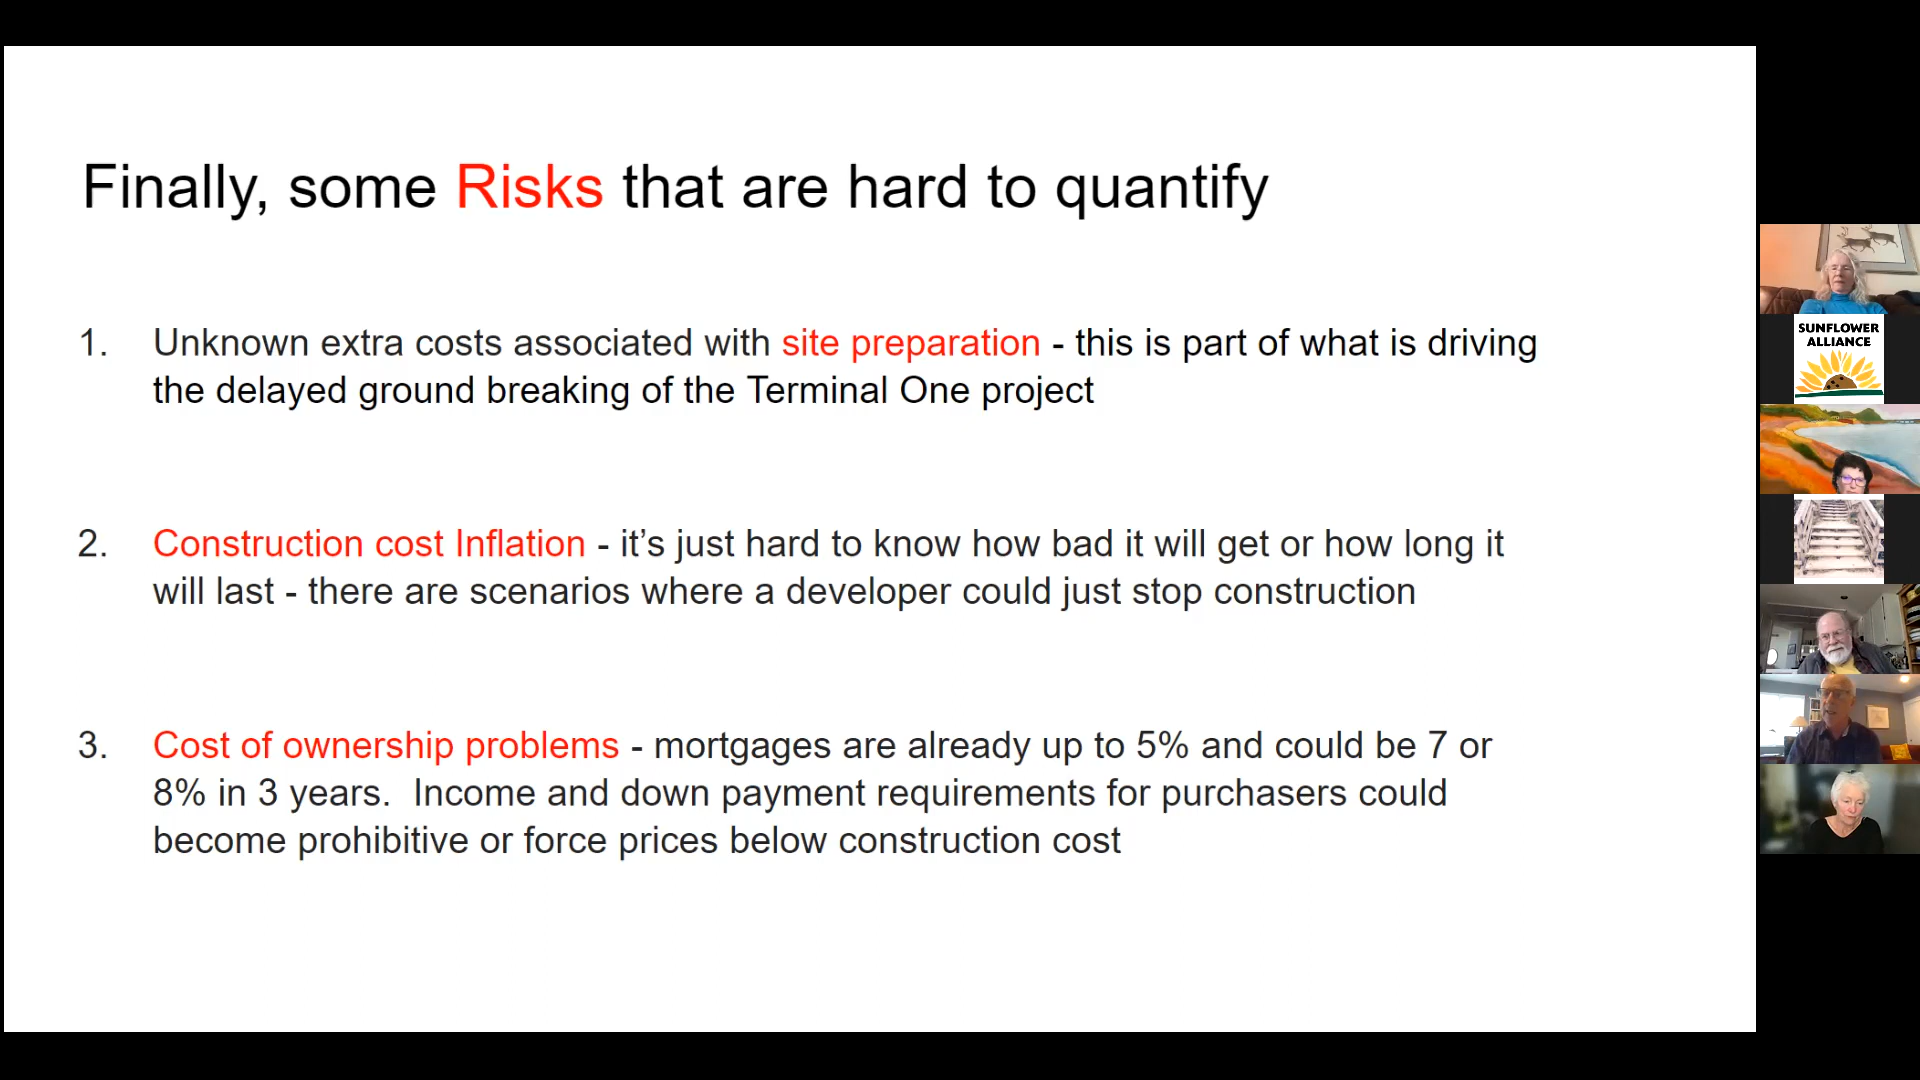 Finally, some Risks that are hard to quantify
1. Unknown extra costs associated with site preparation - this is part of what is driving
the delayed ground breaking of the Terminal One project
2. Construction cost Inflation - it’s just hard to know how bad it will get or how long it
will last - there are scenarios where a developer could just stop construction
3. Cost of ownership problems - mortgages are already up to 5% and could be 7 or
8% in 3 years.  Income and down payment requirements for purchasers could
become prohibitive or force prices below construction cost
SUNFLOWER
ALLIANCE